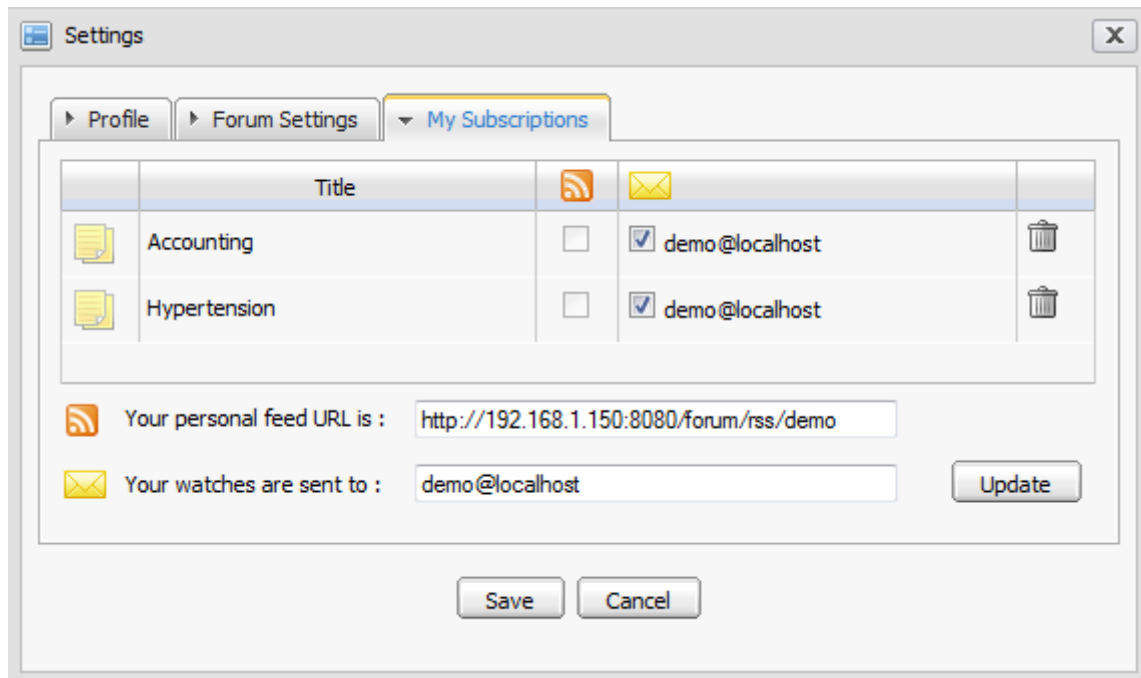 Settings
X
Profile Forum Settings My Subscriptions
Title
Accounting demo@localhost
Hypertension demo@localhost
Your personal feed URL is : http://192.168.1.150:8080/forum/rss/demo
Your watches are sent to : demo@localhost Update
Save Cancel